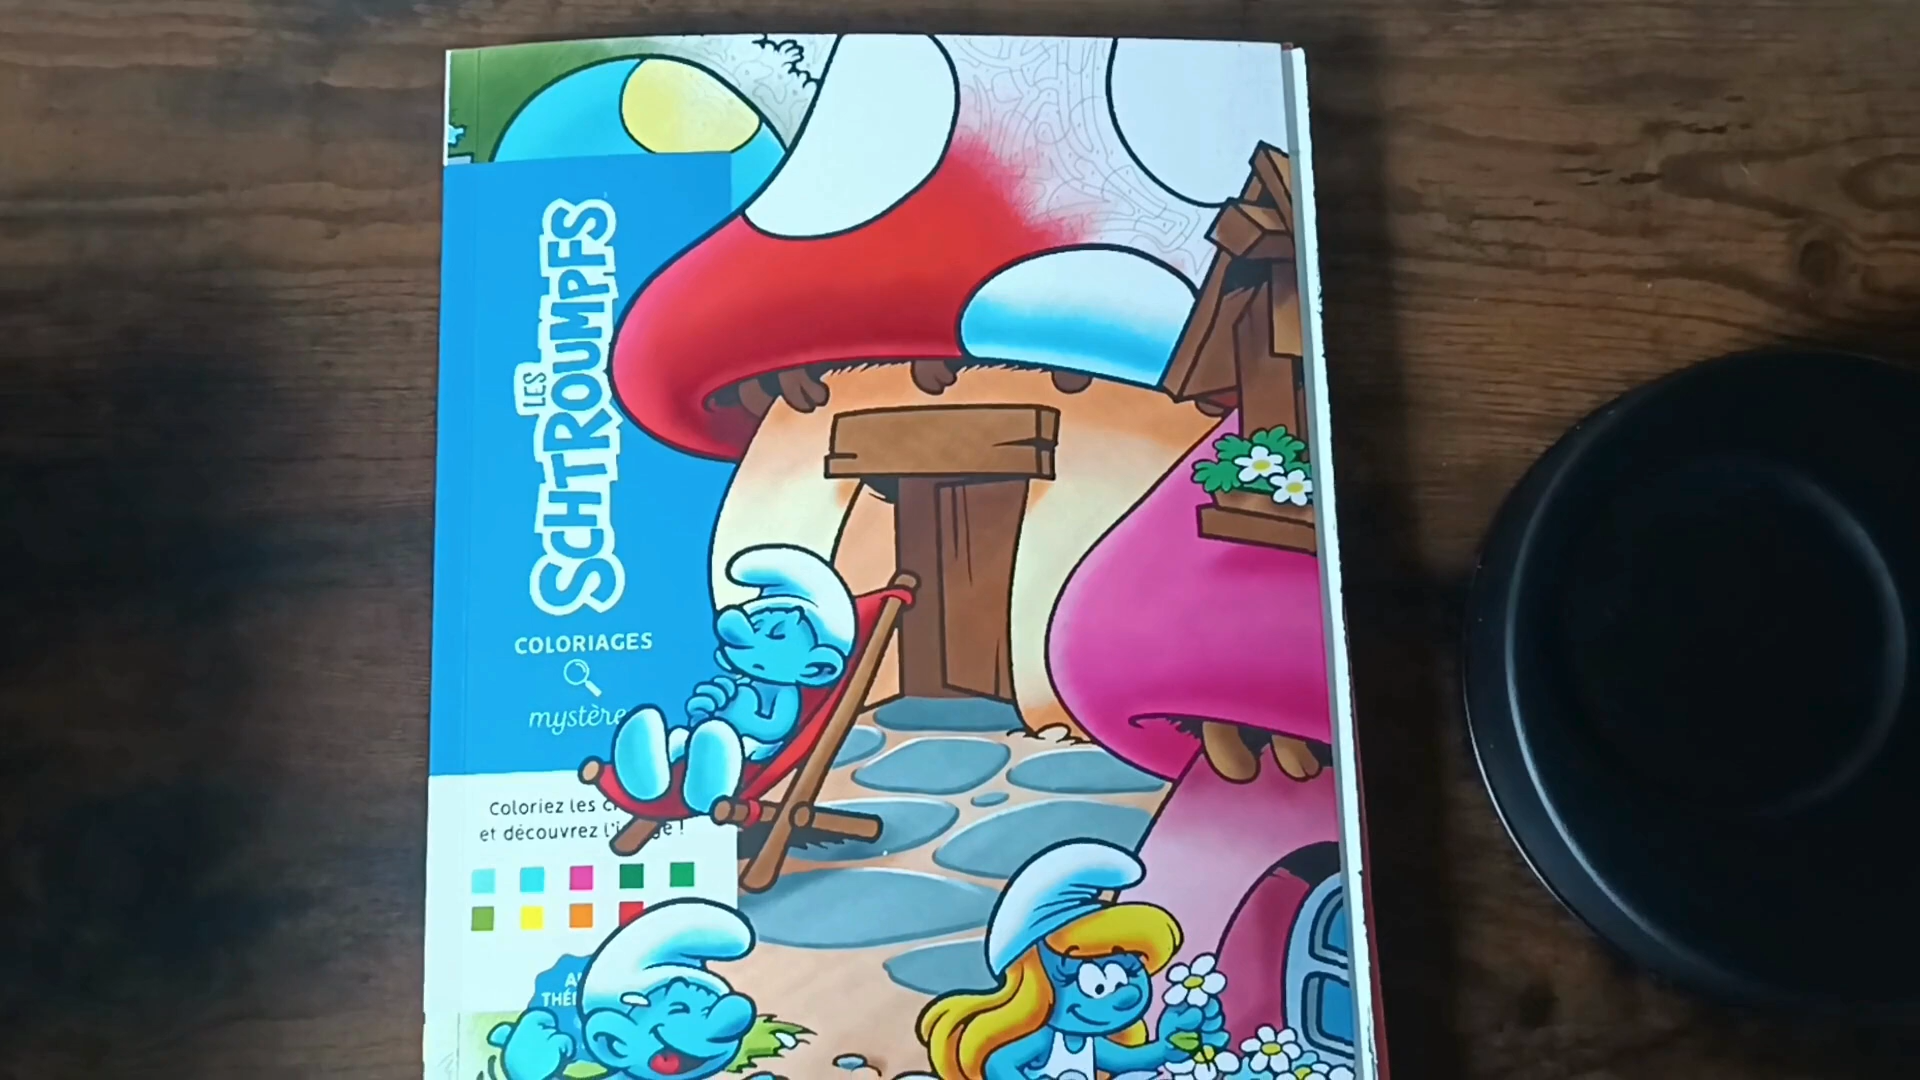 LES
SCHTROUMPFS
COLORIAGES
mystère
Coloriez les
et découvrez !